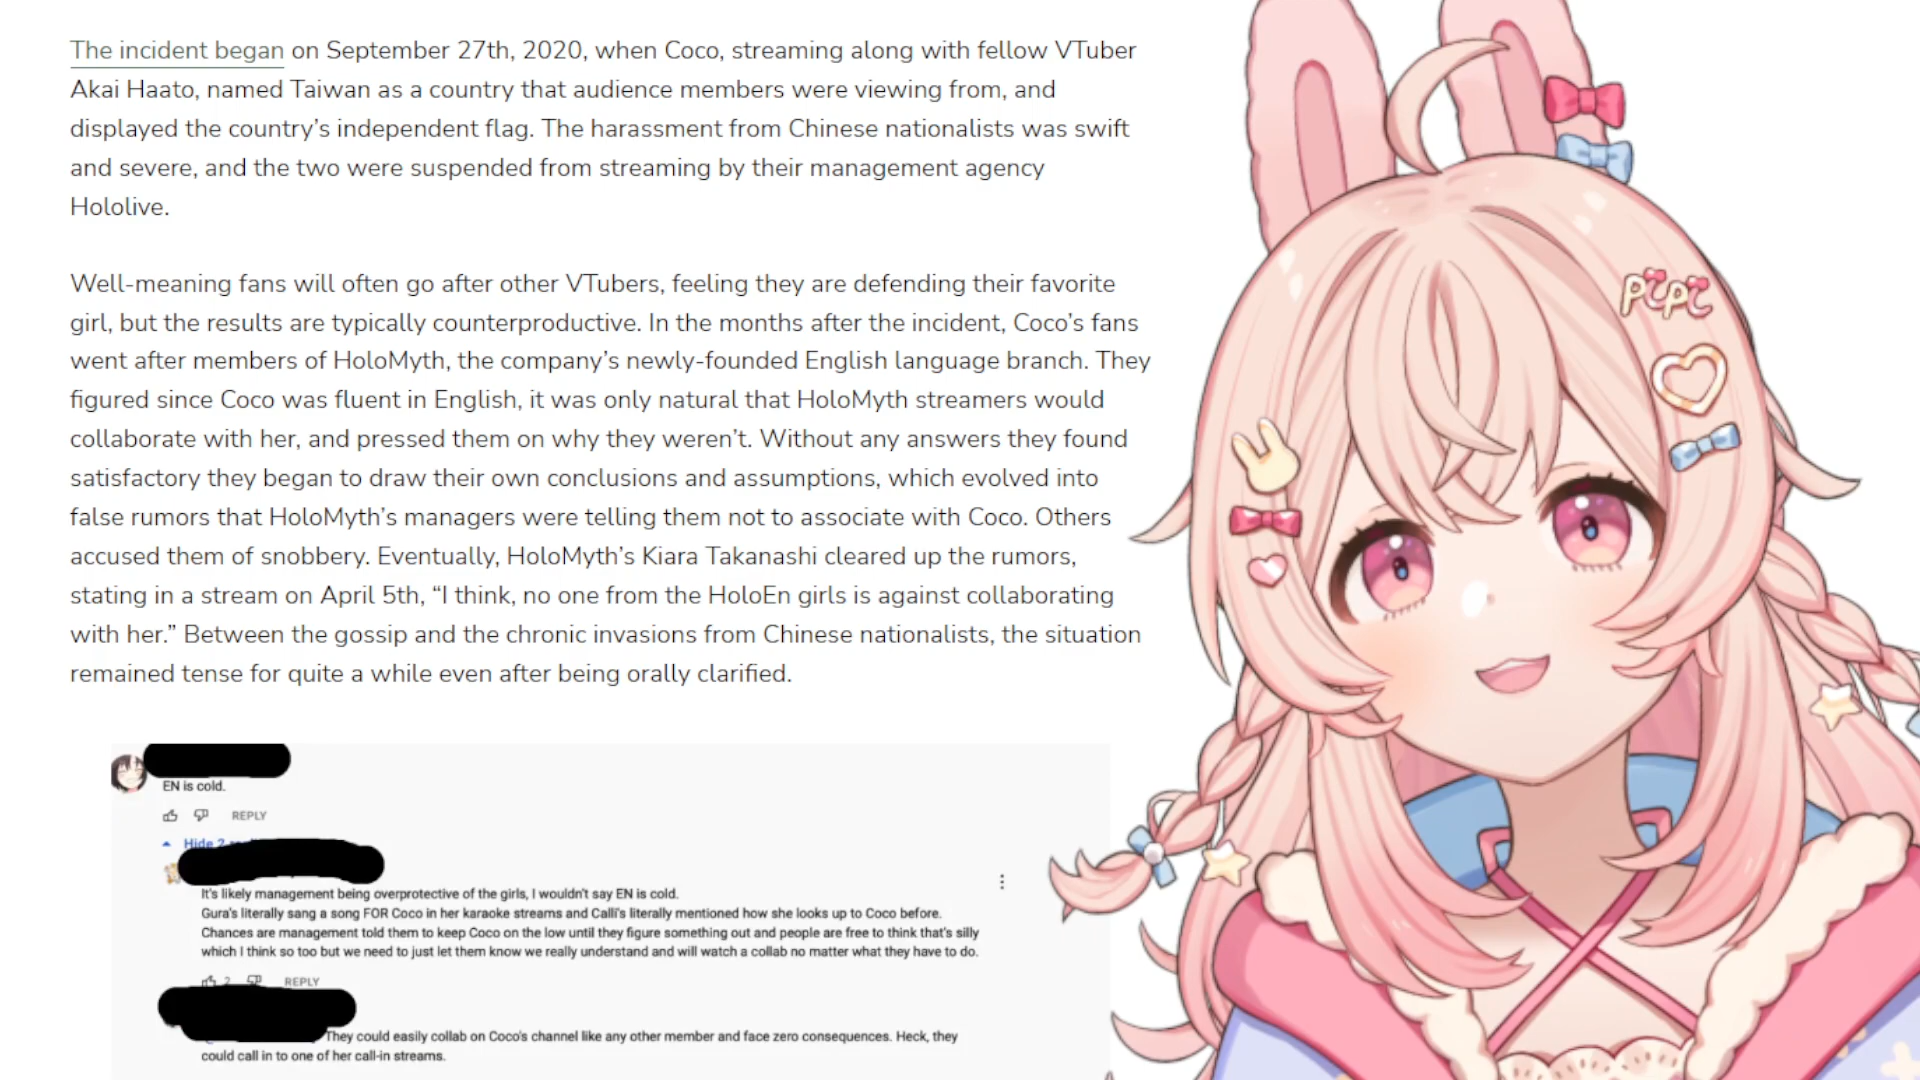 The incident began on September 27th, 2020, when Coco, streaming along with fellow VTuber
Akai Haato, named Taiwan as a country that audience members were viewing from, and
displayed the country’s independent flag. The harassment from Chinese nationalists was swift
and severe, and the two were suspended from streaming by their management agency
Hololive.
Well-meaning fans will often go after other VTubers, feeling they are defending their favorite
girl, but the results are typically counterproductive. In the months after the incident, Coco’s fans
went after members of HoloMyth, the company’s newly-founded English language branch. They
figured since Coco was fluent in English, it was only natural that HoloMyth streamers would
collaborate with her, and pressed them on why they weren’t. Without any answers they found
satisfactory they began to draw their own conclusions and assumptions, which evolved into
false rumors that HoloMyth’s managers were telling them not to associate with Coco. Others
accused them of snobbery. Eventually, HoloMyth’s Kiara Takanashi cleared up the rumors,
stating in a stream on April 5th, “I think, no one from the HoloEn girls is against collaborating
with her.” Between the gossip and the chronic invasions from Chinese nationalists, the situation
remained tense for quite a while even after being orally clarified.
pipi
EN is cold.
REPLY
Hide 2
It's likely management being overprotective of the girls, I wouldn't say EN is cold.
Gura's literally sang a song FOR Coco in her karaoke streams and Calli's literally mentioned how she looks up to Coco before.
Chances are management told them to keep Coco on the low until they figure something out and people are free to think that's silly
which I think so too but we need to just let them know we really understand and will watch a collab no matter what they have to do.
2 REPLY
They could easily collab on Coco's channel like any other member and face zero consequences. Heck, they
could call in to one of her call-in streams.